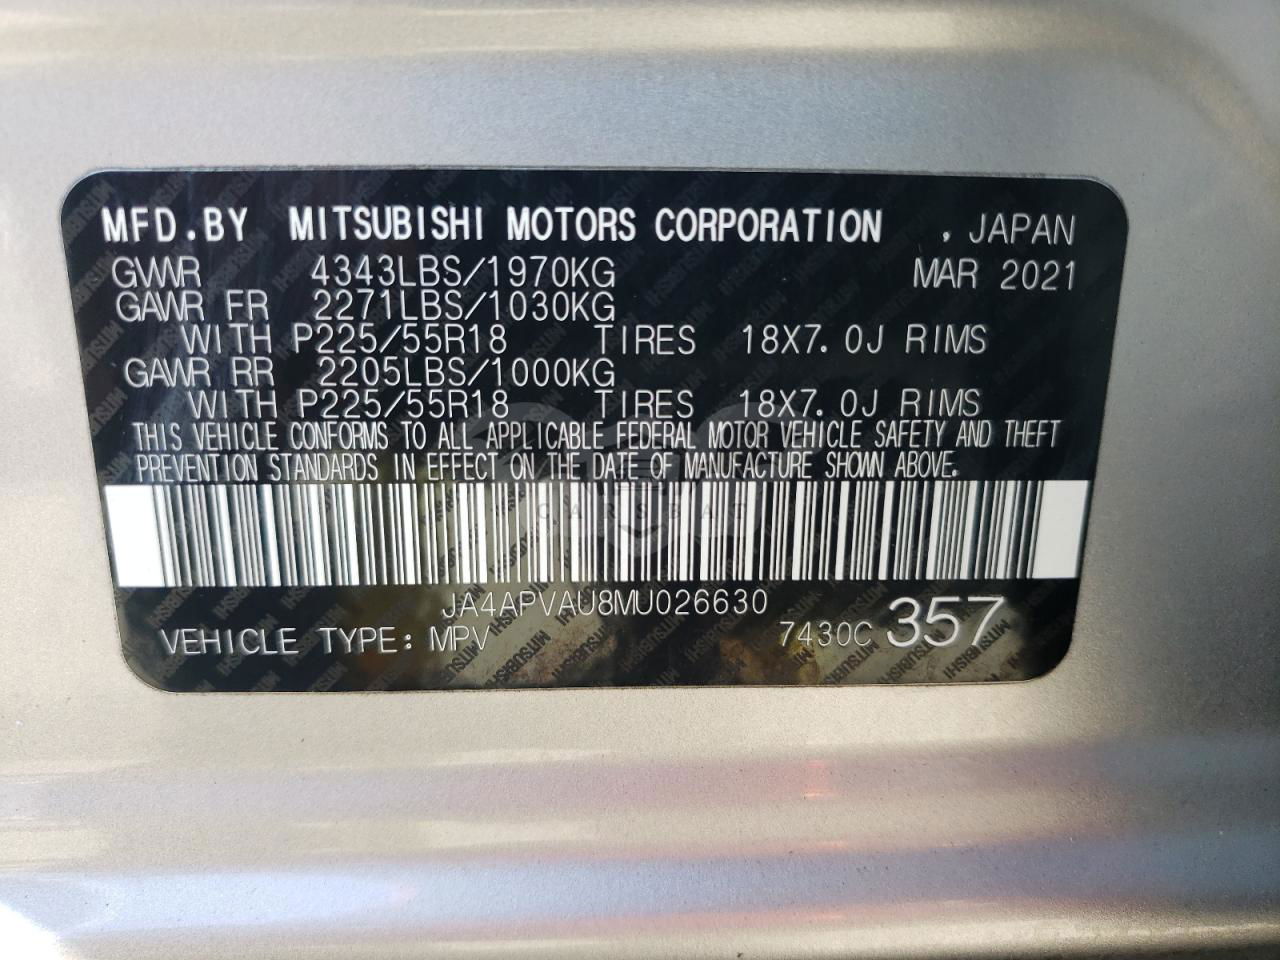 MFD.BY MITSUBISHI MOTORS CORPORATION , JAPAN
GVWR 4343LBS/1970KG MAR 2021
GAWR FR 2271LBS/1030KG
WITH P225/55R18 TIRES 18X7.0J RIMS
GAWR RR 2205LBS/1000KG
WITH P225/55R18 TIRES 18X7.0J RIMS
THIS VEHICLE CONFORMS TO ALL APPLICABLE FEDERAL MOTOR VEHICLE SAFETY AND THEFT
PREVENTION STANDARDS IN EFFECT ON THE DATE OF MANUFACTURE SHOWN ABOVE.
JA4APVAU8MU026630
VEHICLE TYPE: MPV 7430C 357